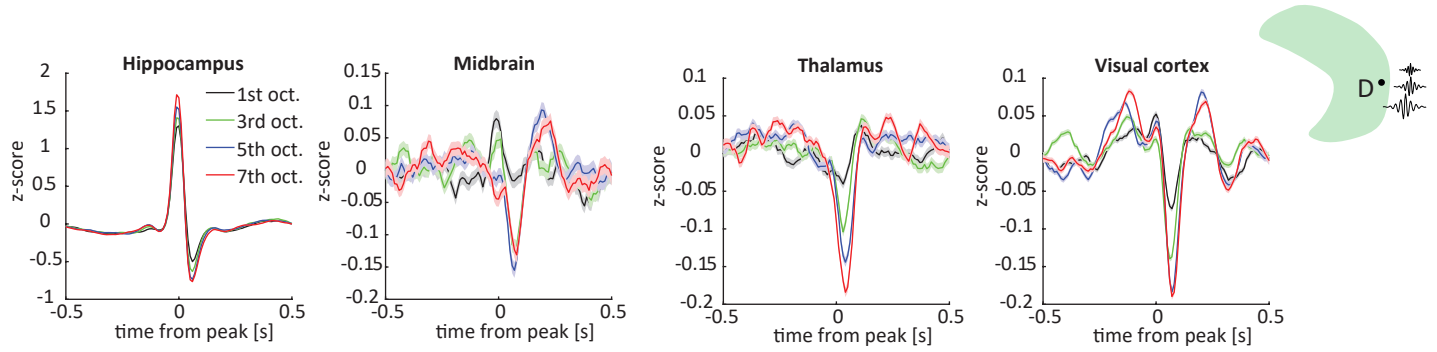 Hippocampus
2
1.5
1
0.5
0
-0.5
-1
z-score
1st oct.
3rd oct.
5th oct.
7th oct.
-0.5
0
0.5
time from peak [s]
Midbrain
0.15
0.1
0.05
0
-0.05
-0.1
-0.15
-0.2
z-score
-0.5
0
0.5
time from peak [s]
Thalamus
0.1
0.05
0
-0.05
-0.1
-0.15
-0.2
z-score
-0.5
0
0.5
time from peak [s]
Visual cortex
0.1
0.05
0
-0.05
-0.1
-0.15
-0.2
z-score
-0.5
0
0.5
time from peak [s]
D